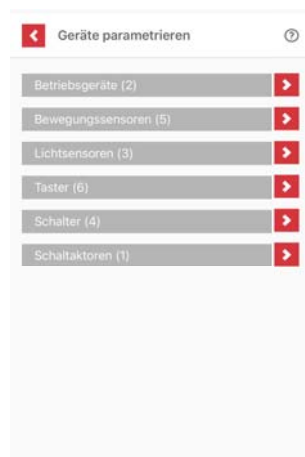 Geräte parametrieren
Betriebsgeräte (2)
Bewegungssensoren (5)
Lichtsensoren (3)
Taster (6)
Schalter (4)
Schaltaktoren (1)